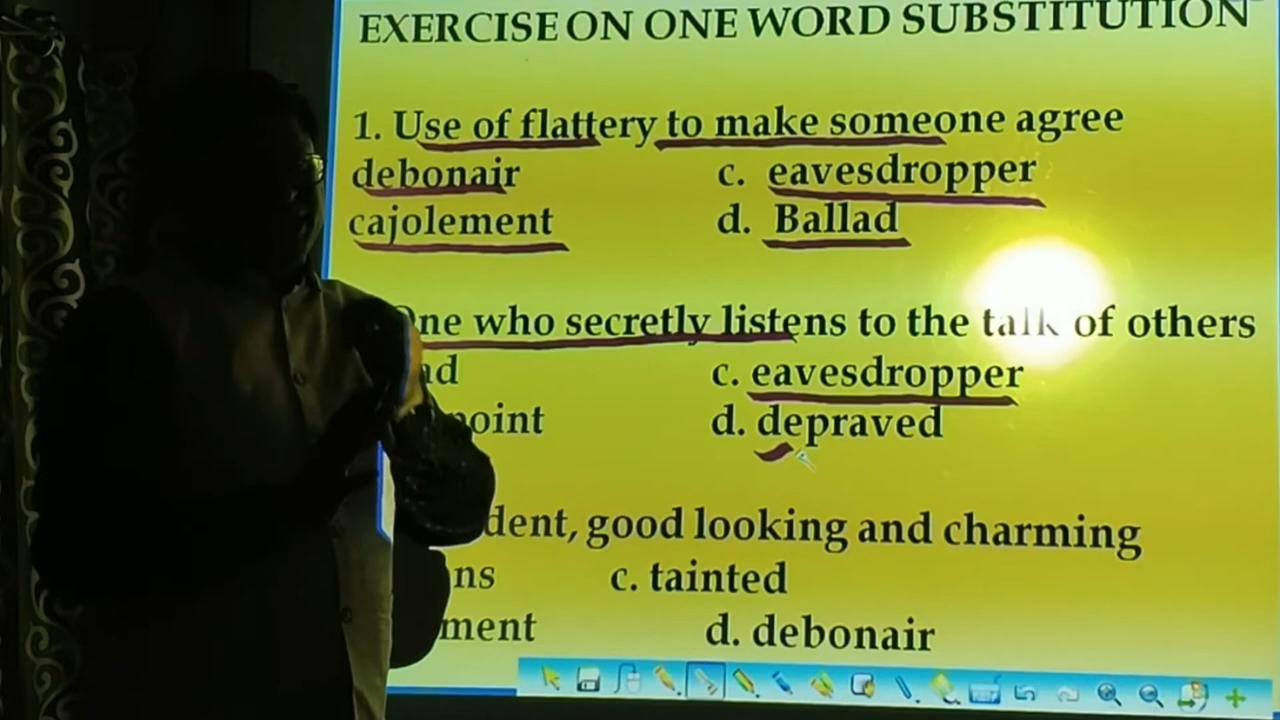 EXERCISE ON ONE WORD SUBSTITUTION
1. Use of flattery to make someone agree
debonair c. eavesdropper
cajolement d. Ballad
One who secretly listens to the talk of others
c. eavesdropper
d. depraved
good looking and charming
c. tainted
d. debonair